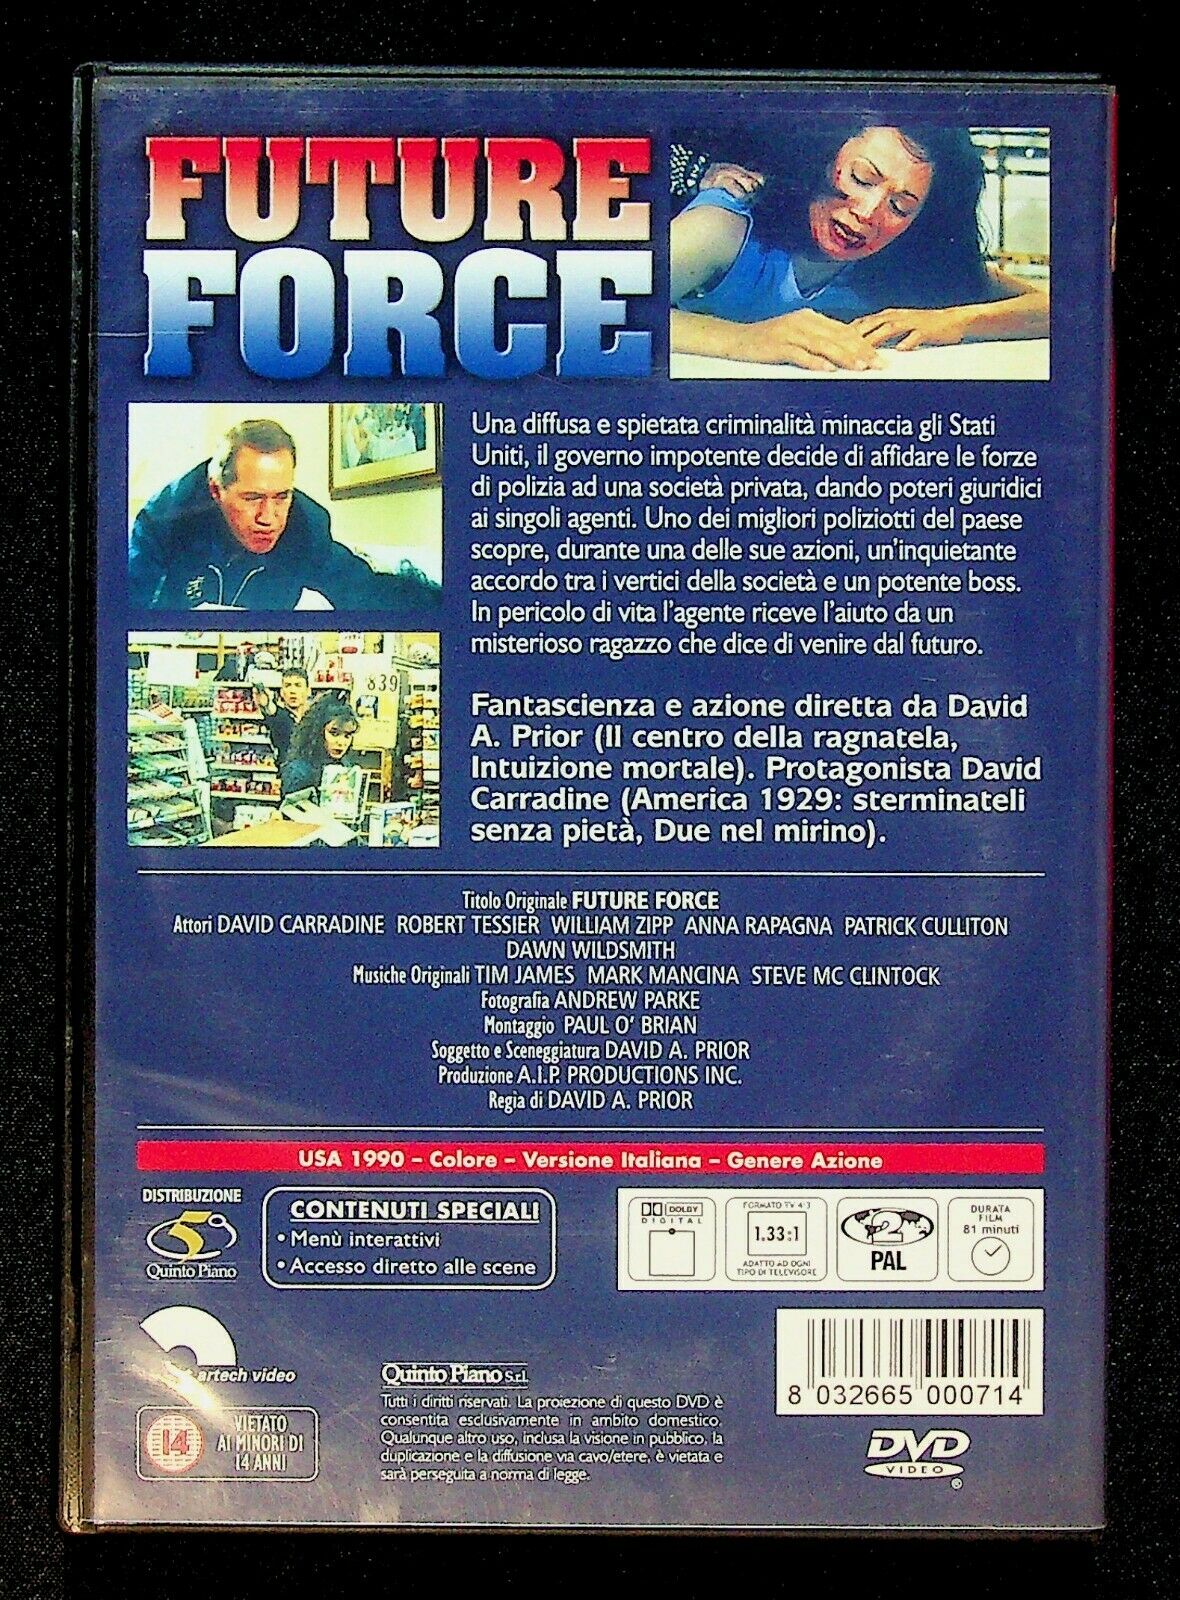 FUTURE
FORCE
Una diffusa e spietata criminalità minaccia gli Stati
Uniti, il governo impotente decide di affidare le forze
di polizia ad una società privata, dando poteri giuridici
ai singoli agenti. Uno dei migliori poliziotti del paese
scopre, durante una delle sue azioni, un'inquietante
accordo tra i vertici della società e un potente boss.
In pericolo di vita l'agente riceve l'aiuto da un
misterioso ragazzo che dice di venire dal futuro.
839
Fantascienza e azione diretta da David
A. Prior (Il centro della ragnatela,
Intuizione mortale). Protagonista David
Carradine (America 1929: sterminateli
senza pietà, Due nel mirino).
Titolo Originale FUTURE FORCE
Attori DAVID CARRADINE ROBERT TESSIER WILLIAM ZIPP ANNA RAPAGNA PATRICK CULLITON
DAWN WILDSMITH
Musiche Originali TIM JAMES MARK MANCINA STEVE MC CLINTOCK
Fotografia ANDREW PARKE
Montaggio PAUL O' BRIAN
Soggetto e Sceneggiatura DAVID A. PRIOR
Produzione A.I.P. PRODUCTIONS INC.
Regia di DAVID A. PRIOR
USA 1990 – Colore – Versione Italiana – Genere Azione
DISTRIBUZIONE
5°
Quinto Piano
CONTENUTI SPECIALI
• Menù interattivi
• Accesso diretto alle scene
DOLBY
DIGITAL
FORMATO TV 4:3
1.33:1
ADATTO AD OGNI
TIPO DI TELEVISORE
2
PAL
DURATA
FILM
81 minuti
artech video
14
VIETATO
AI MINORI DI
14 ANNI
Quinto Piano S.r.l.
Tutti i diritti riservati. La proiezione di questo DVD è
consentita esclusivamente in ambito domestico.
Qualunque altro uso, inclusa la visione in pubblico, la
duplicazione e la diffusione via cavo/etere, è vietata e
sarà perseguita a norma di legge.
8 032665 000714
DVD
VIDEO
®